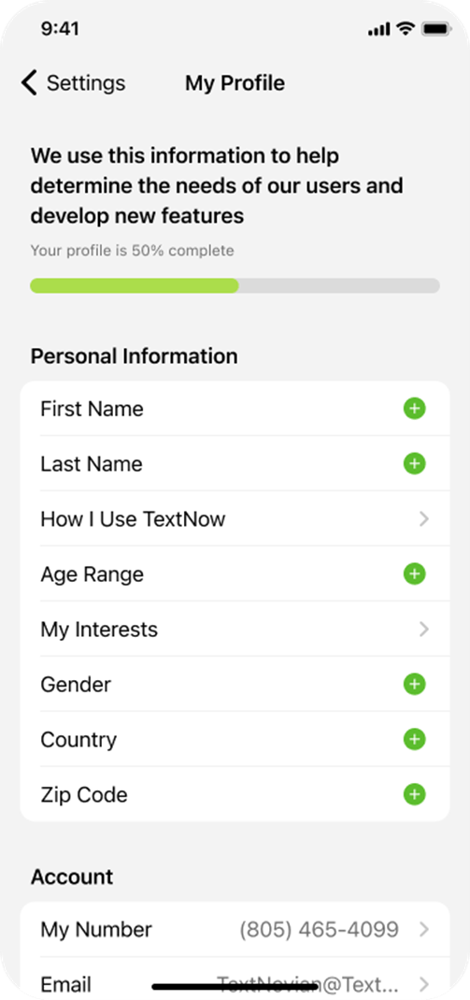 9:41
Settings
My Profile
We use this information to help
determine the needs of our users and
develop new features
Your profile is 50% complete
Personal Information
First Name
Last Name
How I Use TextNow
Age Range
My Interests
Gender
Country
Zip Code
Account
My Number (805) 465-4099
Email TextNovian@Text...